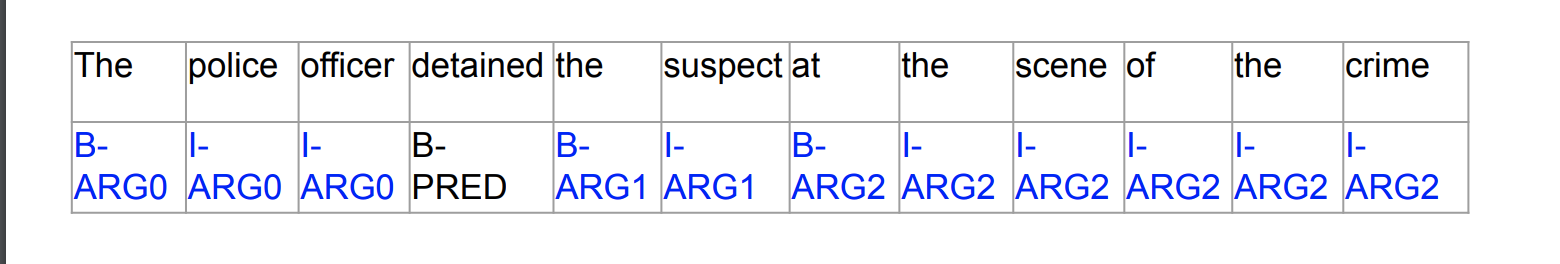 The police officer detained the suspect at the scene of the crime
B- I- I- B- B- I- B- I- I- I- I- I-
ARG0 ARG0 ARG0 PRED ARG1 ARG1 ARG2 ARG2 ARG2 ARG2 ARG2 ARG2